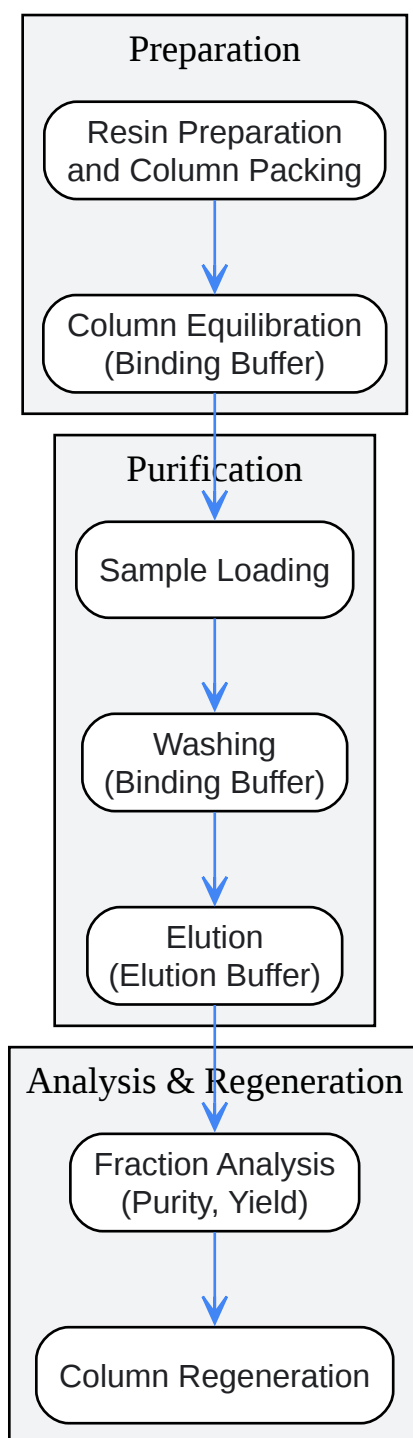 Preparation
Resin Preparation
and Column Packing
Column Equilibration
(Binding Buffer)
Purification
Sample Loading
Washing
(Binding Buffer)
Elution
(Elution Buffer)
Analysis & Regeneration
Fraction Analysis
(Purity, Yield)
Column Regeneration